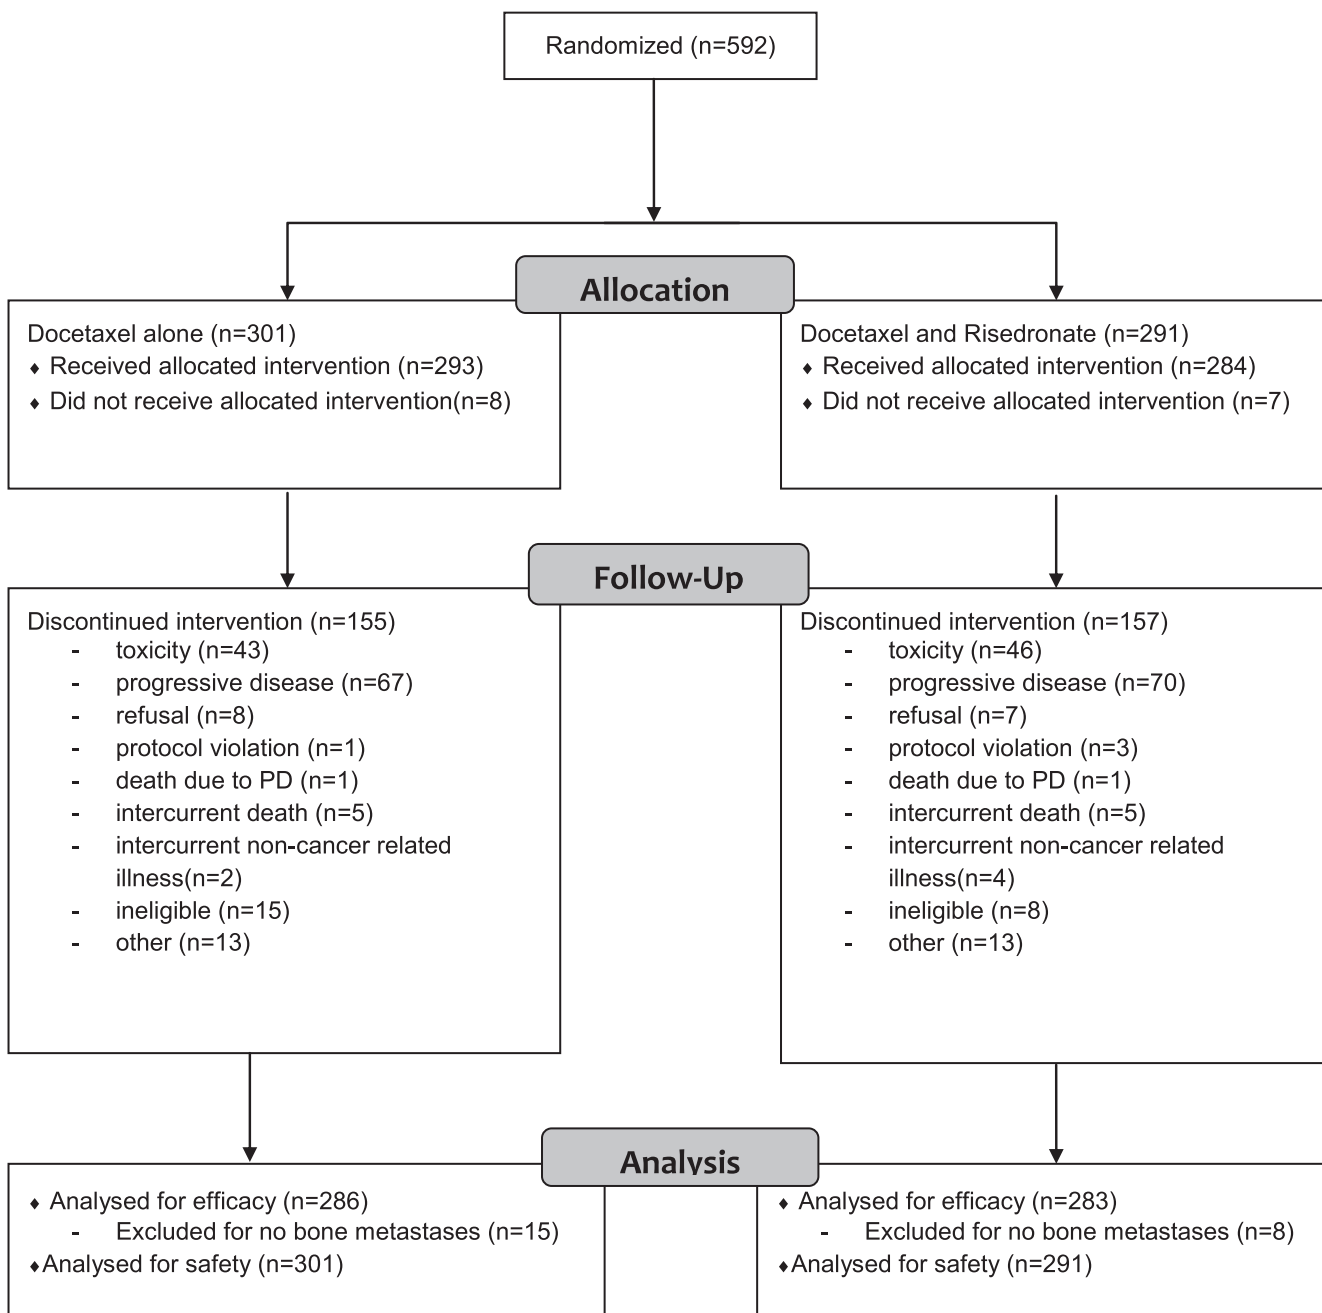 Randomized (n=592)
Allocation
Docetaxel alone (n=301)
♦ Received allocated intervention (n=293)
♦ Did not receive allocated intervention(n=8)
Docetaxel and Risedronate (n=291)
♦ Received allocated intervention (n=284)
♦ Did not receive allocated intervention (n=7)
Follow-Up
Discontinued intervention (n=155)
- toxicity (n=43)
- progressive disease (n=67)
- refusal (n=8)
- protocol violation (n=1)
- death due to PD (n=1)
- intercurrent death (n=5)
- intercurrent non-cancer related
illness(n=2)
- ineligible (n=15)
- other (n=13)
Discontinued intervention (n=157)
- toxicity (n=46)
- progressive disease (n=70)
- refusal (n=7)
- protocol violation (n=3)
- death due to PD (n=1)
- intercurrent death (n=5)
- intercurrent non-cancer related
illness(n=4)
- ineligible (n=8)
- other (n=13)
Analysis
♦ Analysed for efficacy (n=286)
- Excluded for no bone metastases (n=15)
♦Analysed for safety (n=301)
♦ Analysed for efficacy (n=283)
- Excluded for no bone metastases (n=8)
♦Analysed for safety (n=291)